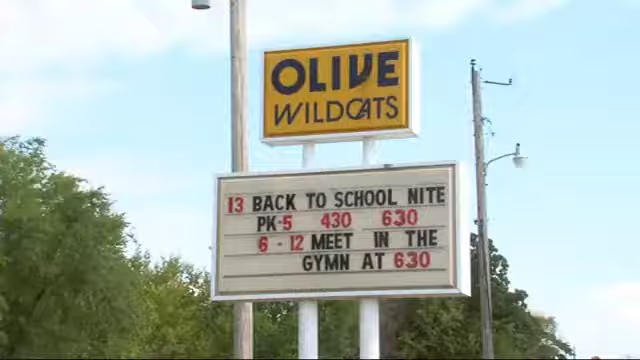 OLIVE
WILDCATS
13 BACK TO SCHOOL NITE
PK-5 430 630
6 - 12 MEET IN THE
GYMN AT 630